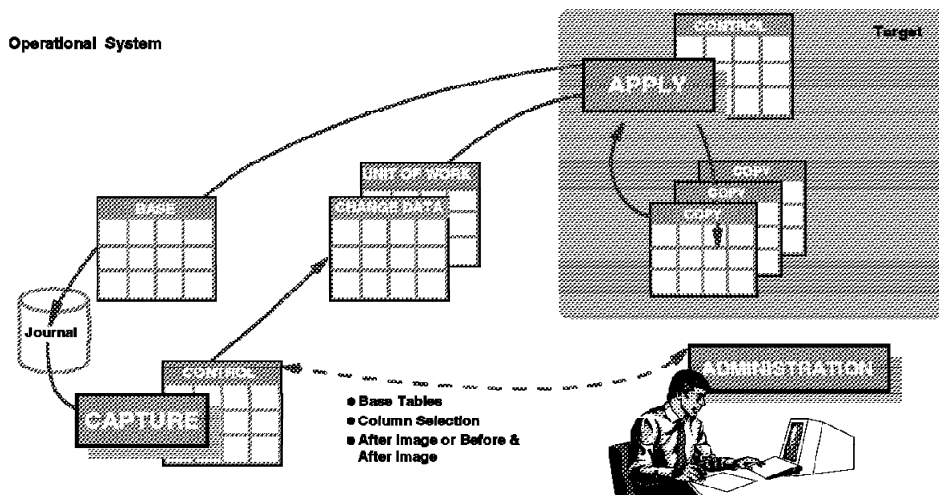 Operational System
CONTROL
Target
APPLY
UNIT OF WORK
COPY
BASE
CHANGE DATA
COPY
COPY
Journal
CONTROL
ADMINISTRATION
CAPTURE
● Base Tables
● Column Selection
● After Image or Before &
After Image